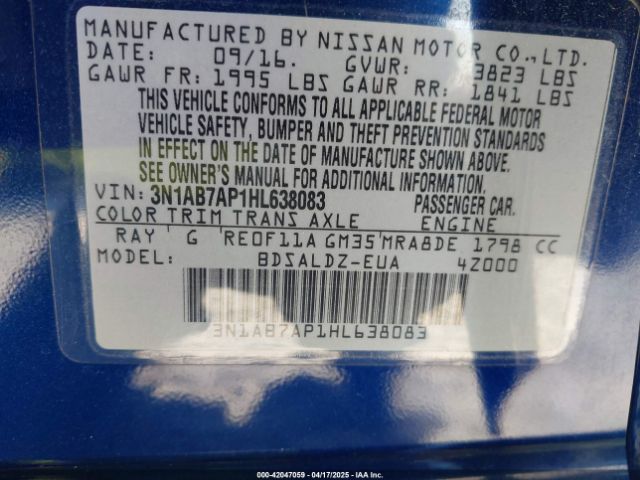 MANUFACTURED BY NISSAN MOTOR CO., LTD.
DATE: 09/16. GVWR: 3823 LBS
GAWR FR: 1995 LBS GAWR RR: 1841 LBS
THIS VEHICLE CONFORMS TO ALL APPLICABLE FEDERAL MOTOR
VEHICLE SAFETY, BUMPER AND THEFT PREVENTION STANDARDS
IN EFFECT ON THE DATE OF MANUFACTURE SHOWN ABOVE.
SEE OWNER'S MANUAL FOR ADDITIONAL INFORMATION.
VIN: 3N1AB7AP1HL638083 PASSENGER CAR.
COLOR TRIM TRANS AXLE ENGINE
RAY G RE0F11A GM35 MRA8DE 1798 CC
MODEL: BDSALDZ-EUA 4Z000
3N1AB7AP1HL638083
000-42047059 - 04/17/2025 - IAA, Inc.